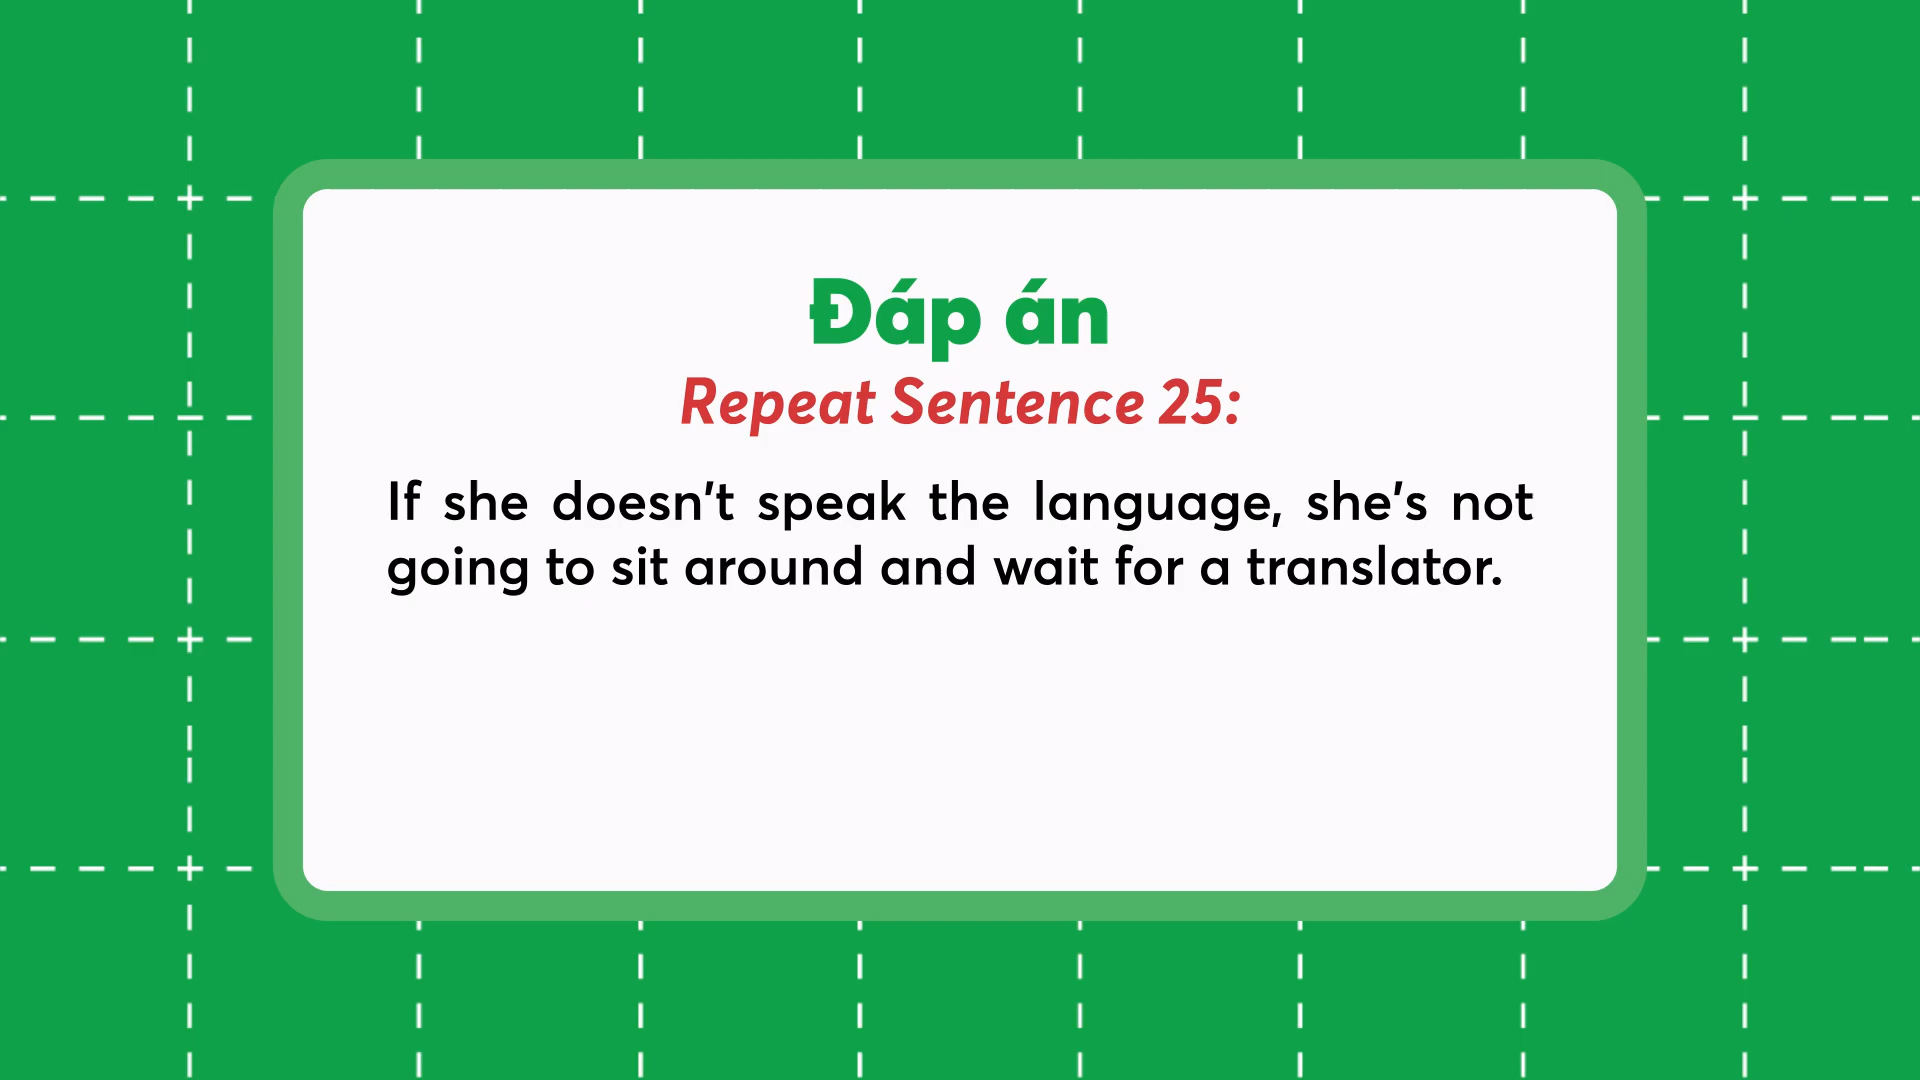 Đáp án
Repeat Sentence 25:
If she doesn't speak the language, she's not
going to sit around and wait for a translator.